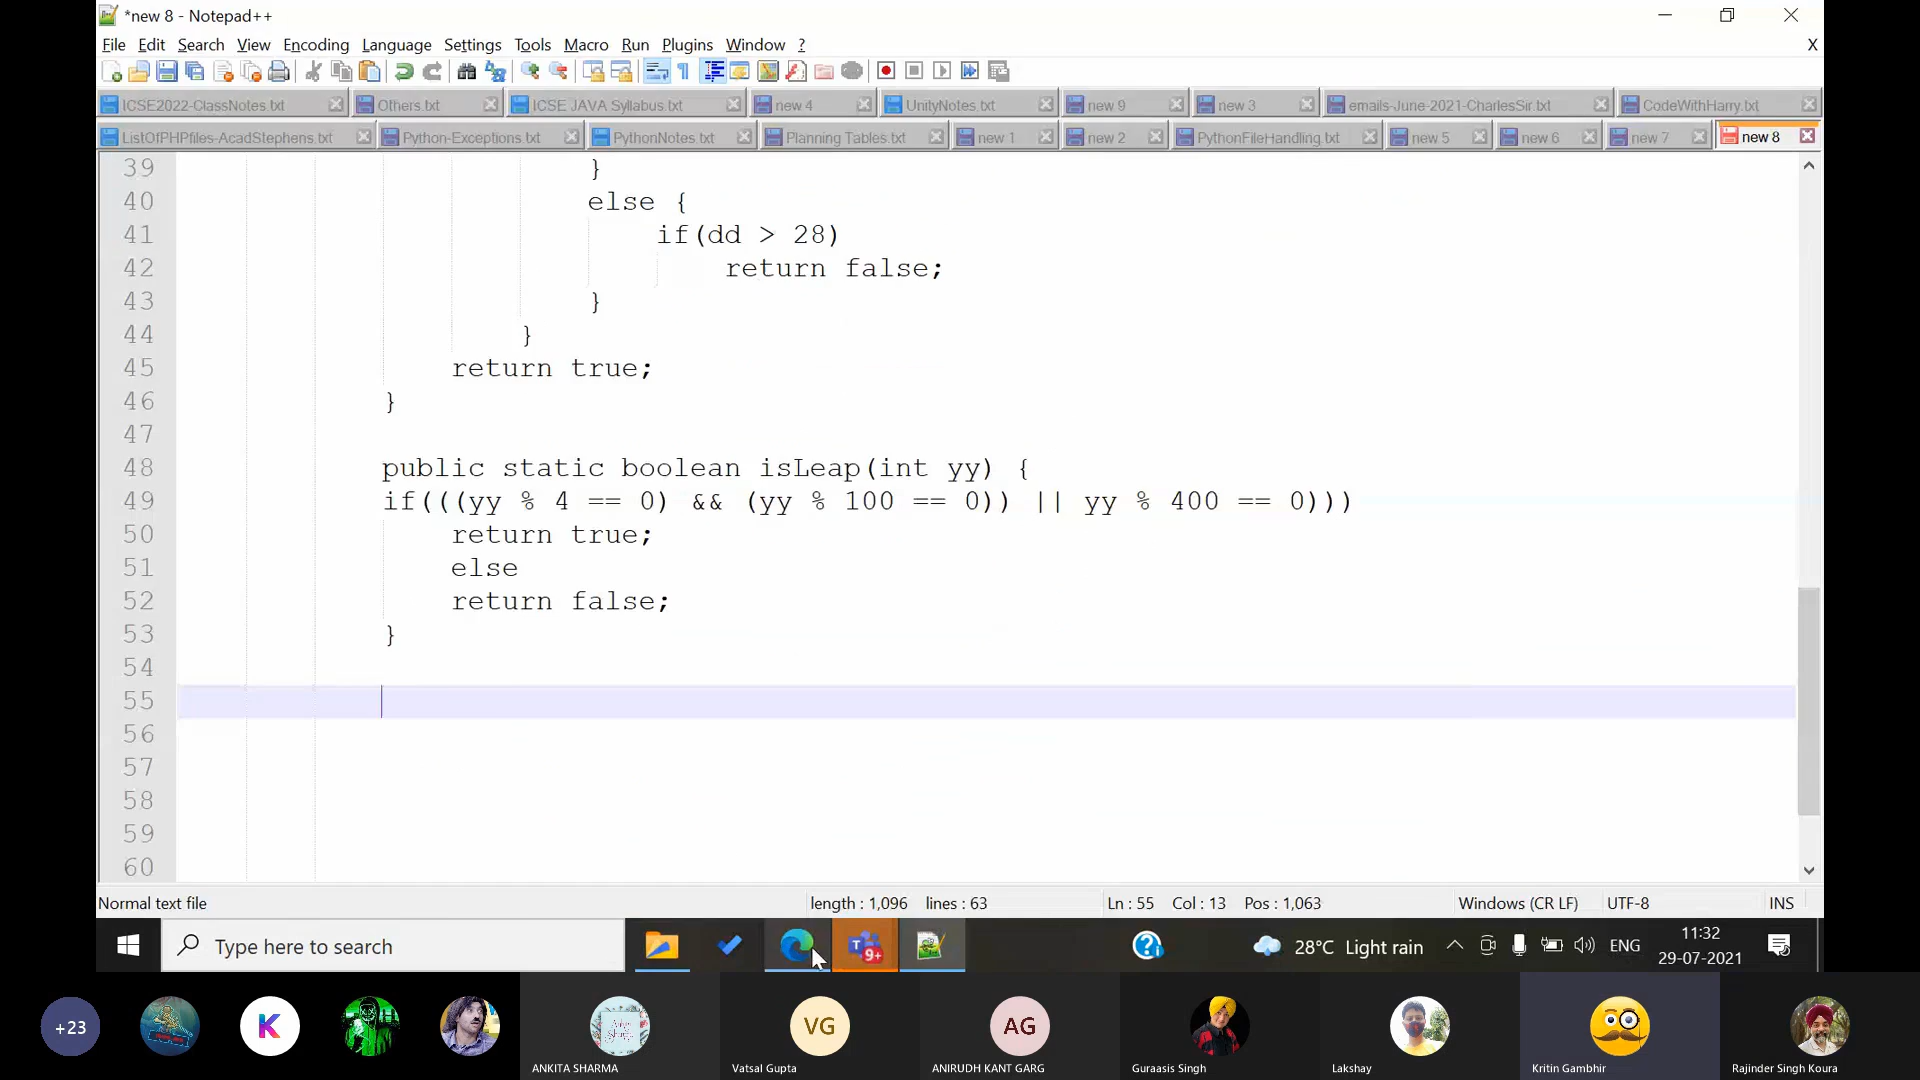 *new 8 - Notepad++
File Edit Search View Encoding Language Settings Tools Macro Run Plugins Window ? X
ICSE2022-ClassNotes.txt Others.txt ICSE JAVA Syllabus.txt new 4 UnityNotes.txt new 9 new 3 emails-June-2021-CharlesSir.txt CodeWithHarry.txt
ListOfPHPfiles-AcadStephens.txt Python-Exceptions.txt PythonNotes.txt Planning Tables.txt new 1 new 2 PythonFileHandling.txt new 5 new 6 new 7 new 8
39 }
40 else {
41 if(dd > 28)
42 return false;
43 }
44 }
45 return true;
46 }
47
48 public static boolean isLeap(int yy) {
49 if(((yy % 4 == 0) && (yy % 100 == 0)) || yy % 400 == 0)))
50 return true;
51 else
52 return false;
53 }
54
55
56
57
58
59
60
Normal text file length : 1,096 lines : 63 Ln : 55 Col : 13 Pos : 1,063 Windows (CR LF) UTF-8 INS
Type here to search T 9+ 28°C Light rain ENG 11:32
29-07-2021
+23 K VG AG
ANKITA SHARMA Vatsal Gupta ANIRUDH KANT GARG Guraasis Singh Lakshay Kritin Gambhir Rajinder Singh Koura